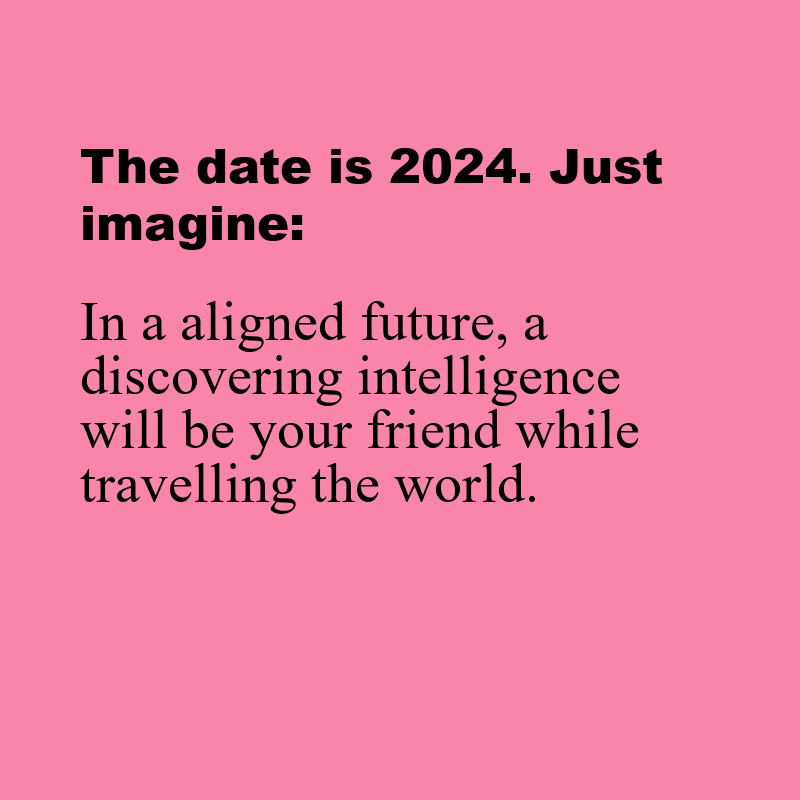 The date is 2024. Just
imagine:
In a aligned future, a
discovering intelligence
will be your friend while
travelling the world.